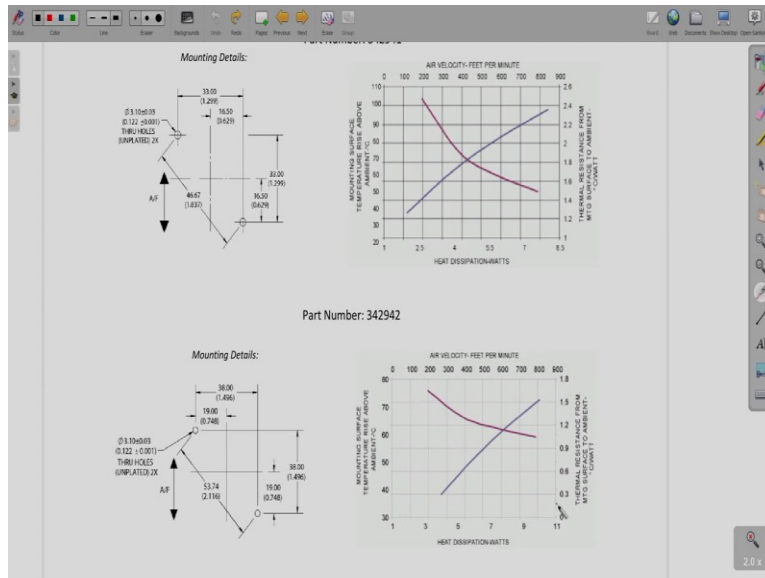 Status
Color
Line
Eraser
Backgrounds
Undo
Redo
Pages
Previous
Next
Erase
Board
Web
Documents
Show Desktop
Mounting Details:
33.00
(1.299)
16.50
(0.629)
Ø3.10±0.03
(0.122 ±0.001)
THRU HOLES
(UNPLATED) 2X
A/F
46.67
(1.837)
33.00
(1.299)
16.50
(0.629)
AIR VELOCITY- FEET PER MINUTE
0 100 200 300 400 500 600 700 800 900
MOUNTING SURFACE
TEMPERATURE RISE ABOVE
AMBIENT-°C
110
100
90
80
70
60
50
40
30
20
2.6
2.4
2.2
2
1.8
1.6
1.4
1.2
1
THERMAL RESISTANCE FROM
MTG SURFACE TO AMBIENT-
°C/WATT
1 2.5 4 5.5 7 8.5
HEAT DISSIPATION-WATTS
Part Number: 342942
Mounting Details:
38.00
(1.496)
19.00
(0.748)
Ø3.10±0.03
(0.122 ± 0.001)
THRU HOLES
(UNPLATED) 2X
A/F
53.74
(2.116)
38.00
(1.496)
19.00
(0.748)
AIR VELOCITY- FEET PER MINUTE
0 100 200 300 400 500 600 700 800 900
MOUNTING SURFACE
TEMPERATURE RISE ABOVE
AMBIENT-°C
80
70
60
50
40
30
1.8
1.5
1.2
0.9
0.6
0.3
0
THERMAL RESISTANCE FROM
MTG SURFACE TO AMBIENT-
°C/WATT
1 3 5 7 9 11
HEAT DISSIPATION-WATTS
2.0 x